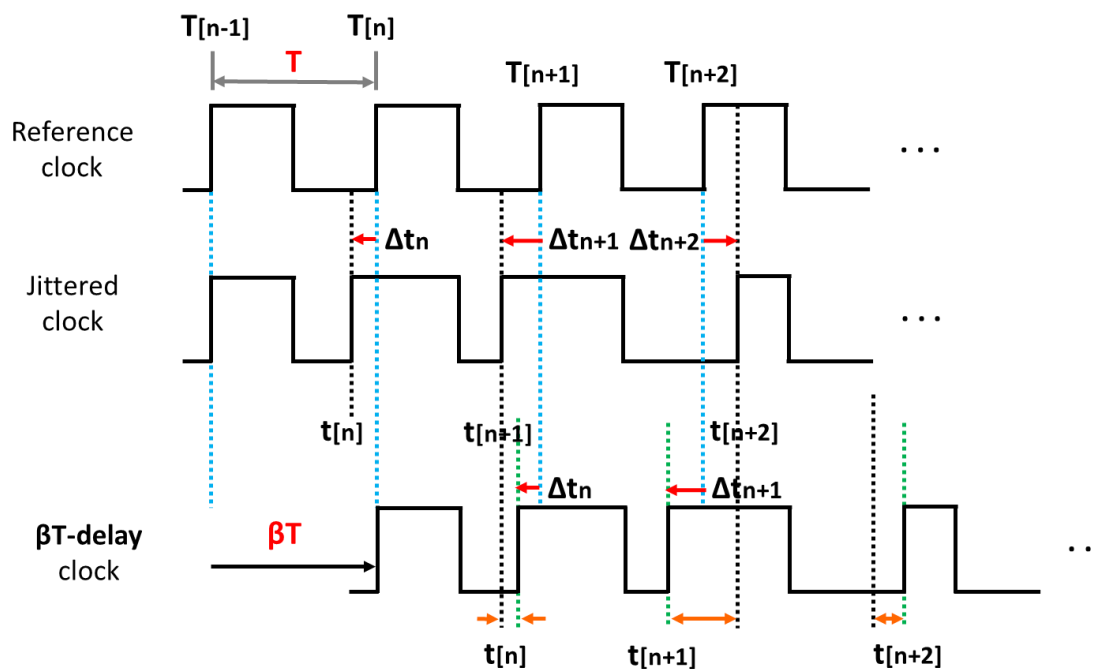 T[n-1]
T[n]
T
T[n+1]
T[n+2]
Reference
clock
. . .
Δtn
Δtn+1
Δtn+2
Jittered
clock
. . .
t[n]
t[n+1]
t[n+2]
Δtn
Δtn+1
βT-delay
clock
βT
. .
t[n]
t[n+1]
t[n+2]